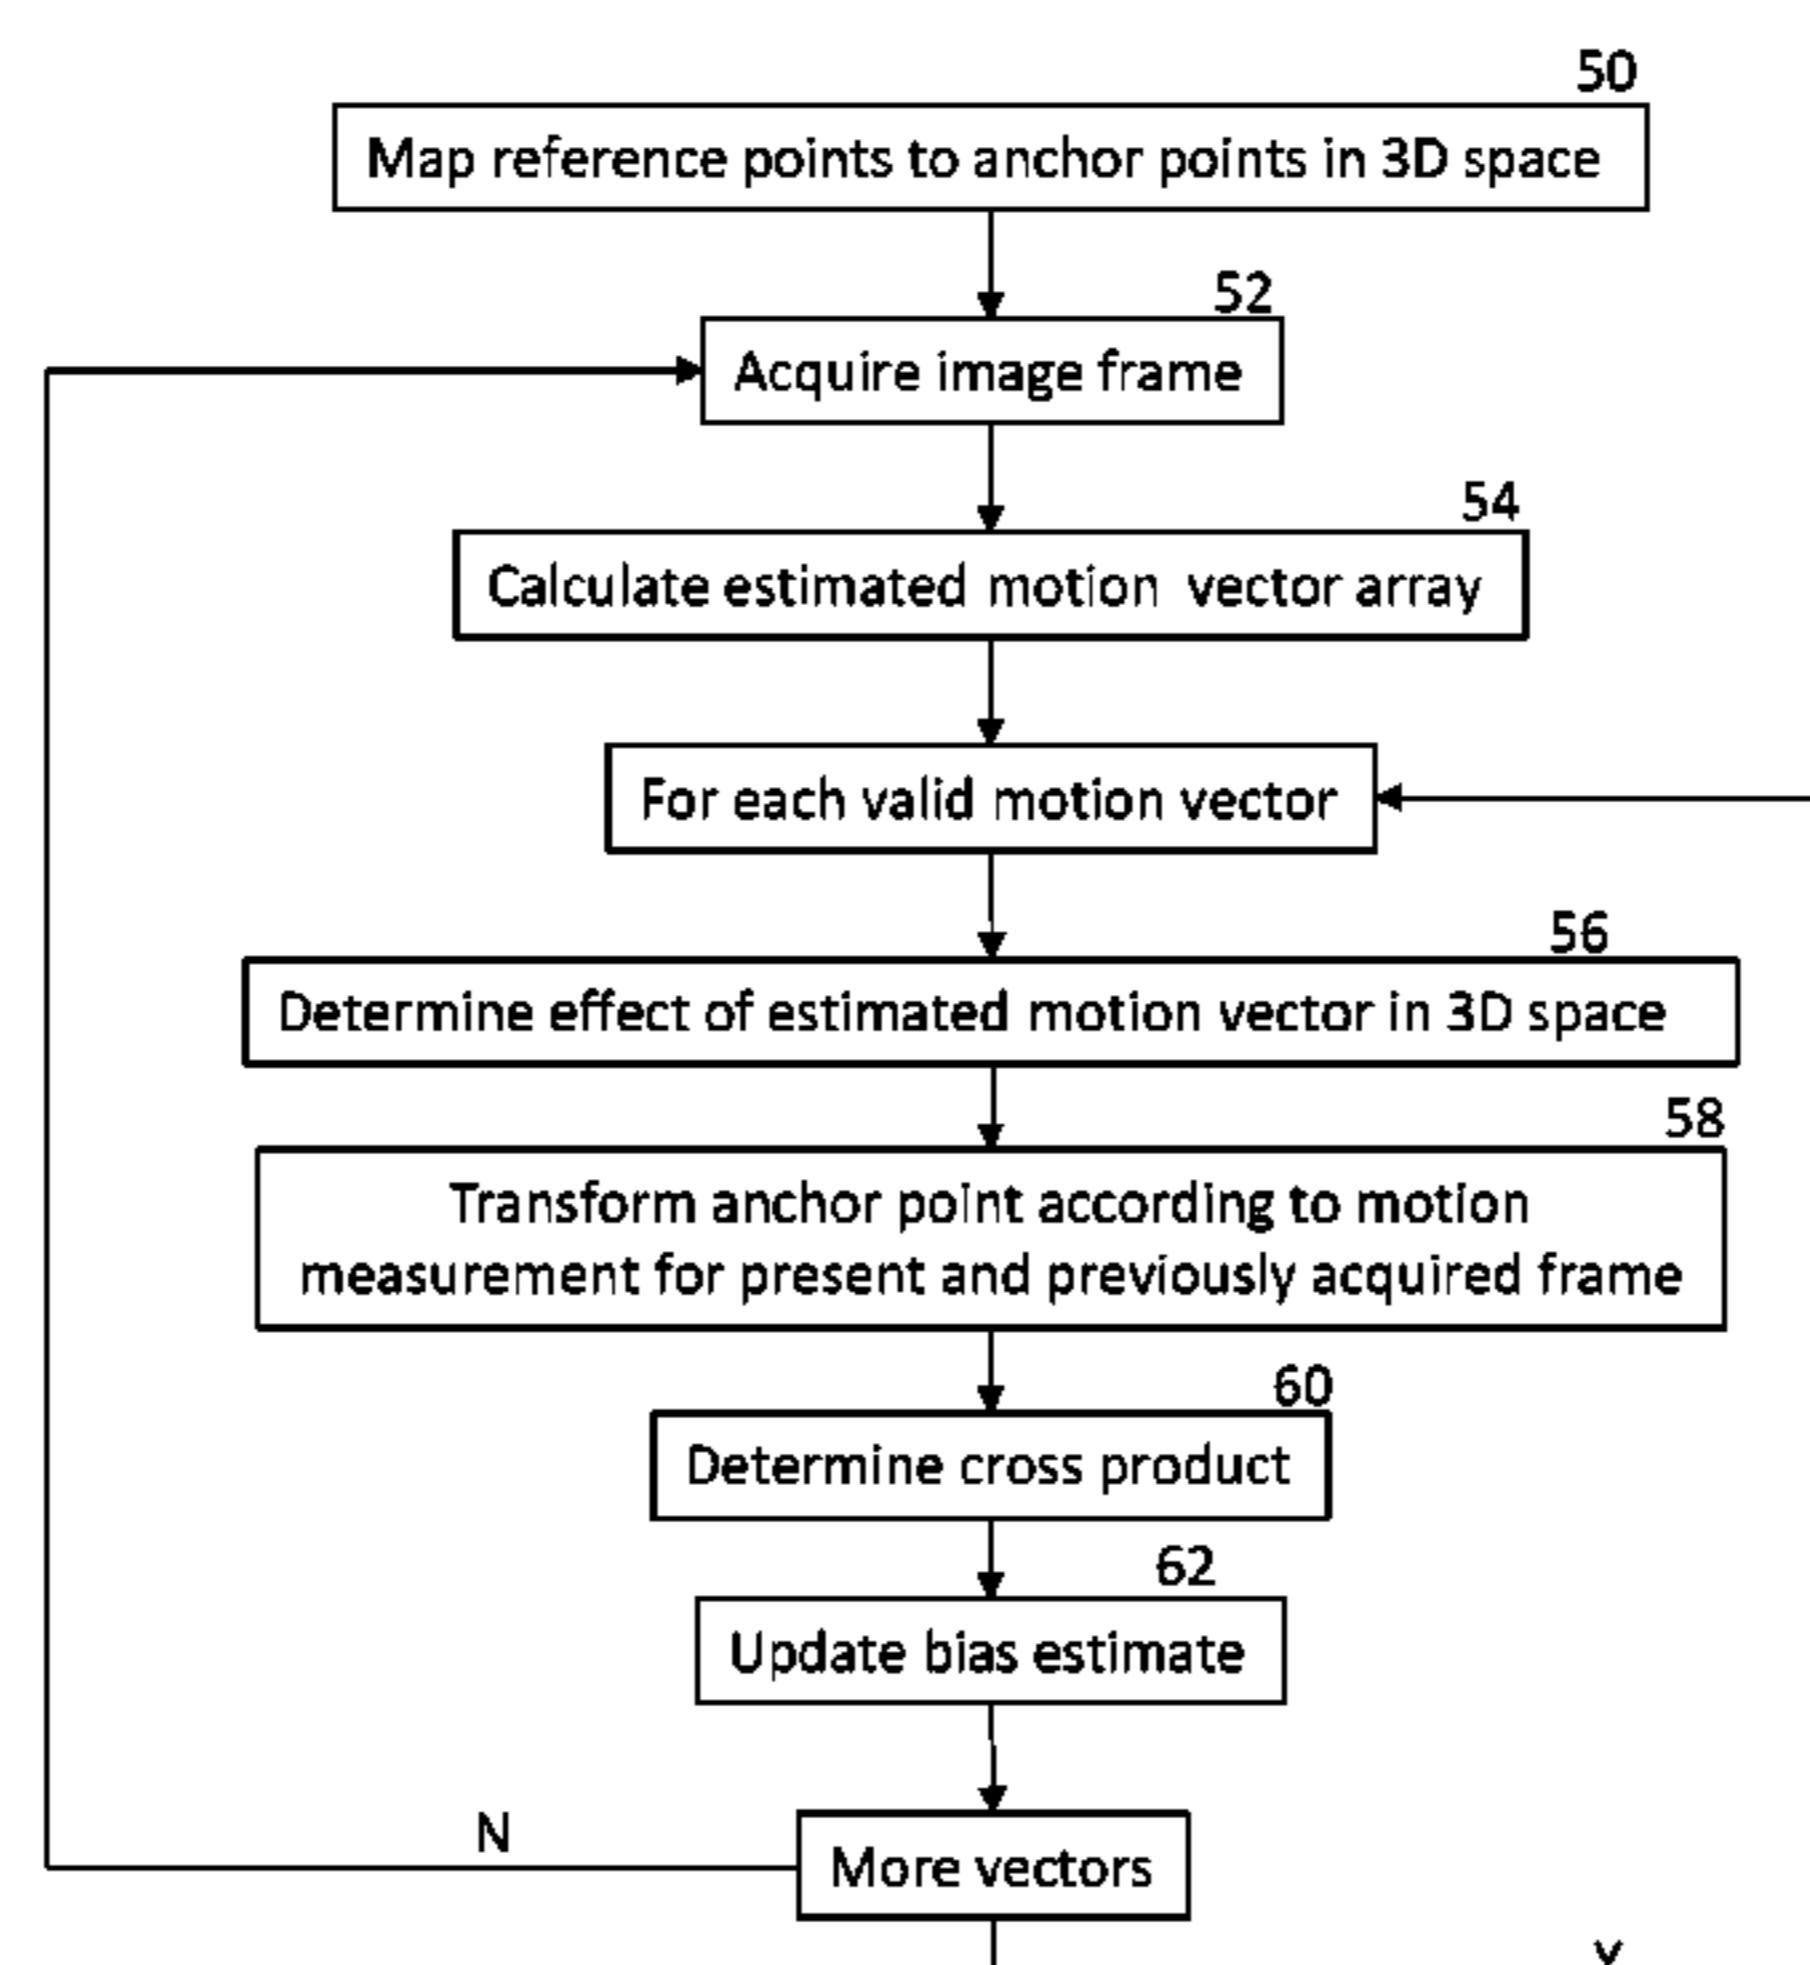 50
Map reference points to anchor points in 3D space
52
Acquire image frame
54
Calculate estimated motion vector array
For each valid motion vector
56
Determine effect of estimated motion vector in 3D space
58
Transform anchor point according to motion
measurement for present and previously acquired frame
60
Determine cross product
62
Update bias estimate
N
More vectors
Y